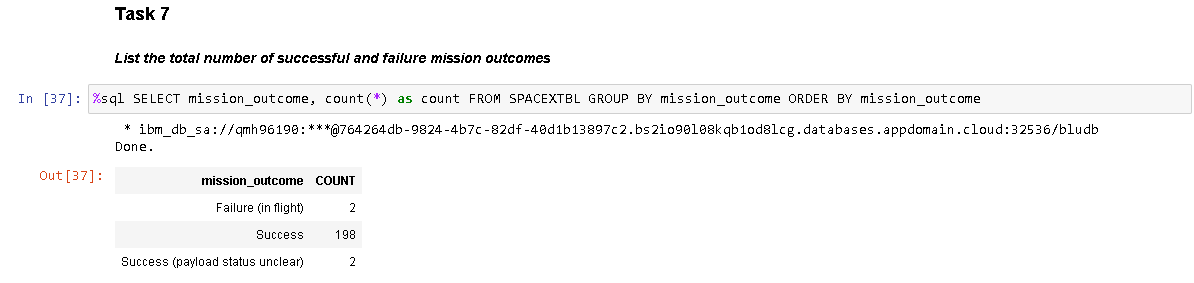 Task 7
List the total number of successful and failure mission outcomes
In [37]: %sql SELECT mission_outcome, count(*) as count FROM SPACEXTBL GROUP BY mission_outcome ORDER BY mission_outcome
* ibm_db_sa://qmh96190:***@764264db-9824-4b7c-82df-40d1b13897c2.bs2io90l08kqb1od8lcg.databases.appdomain.cloud:32536/bludb
Done.
Out[37]:
mission_outcome COUNT
Failure (in flight) 2
Success 198
Success (payload status unclear) 2